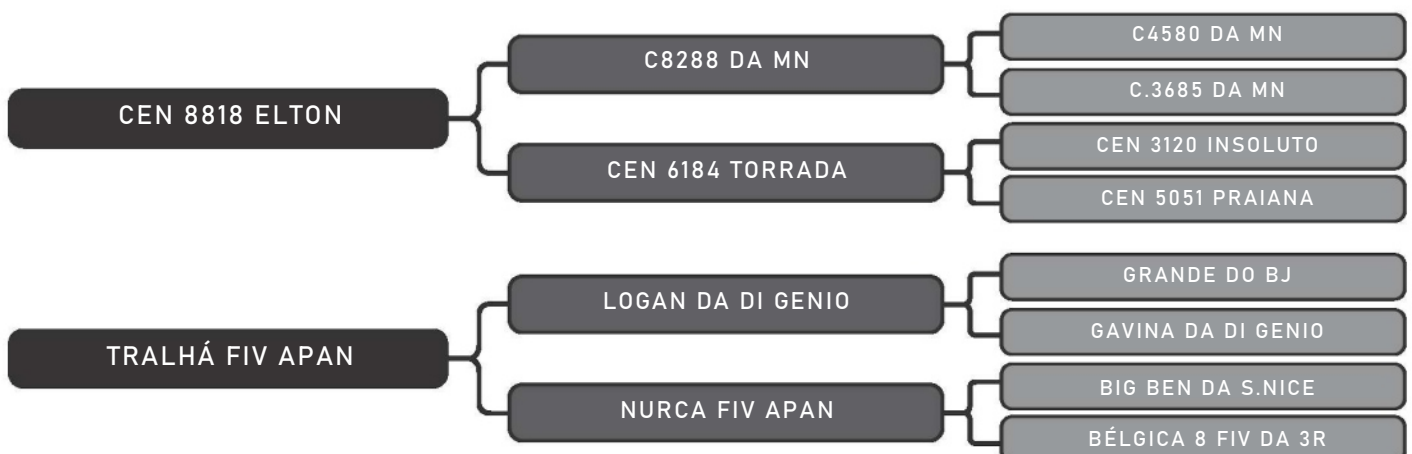 CEN 8818 ELTON
C8288 DA MN
C4580 DA MN
C.3685 DA MN
CEN 6184 TORRADA
CEN 3120 INSOLUTO
CEN 5051 PRAIANA
TRALHÁ FIV APAN
LOGAN DA DI GENIO
GRANDE DO BJ
GAVINA DA DI GENIO
NURCA FIV APAN
BIG BEN DA S.NICE
BÉLGICA 8 FIV DA 3R